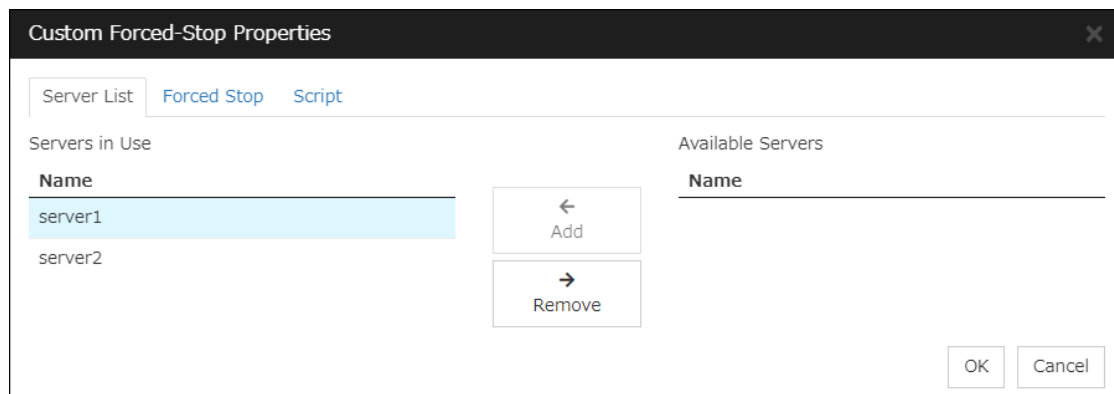 Custom Forced-Stop Properties
Server List Forced Stop Script
Servers in Use
Available Servers
Name
Name
server1
server2
Add
Remove
OK Cancel